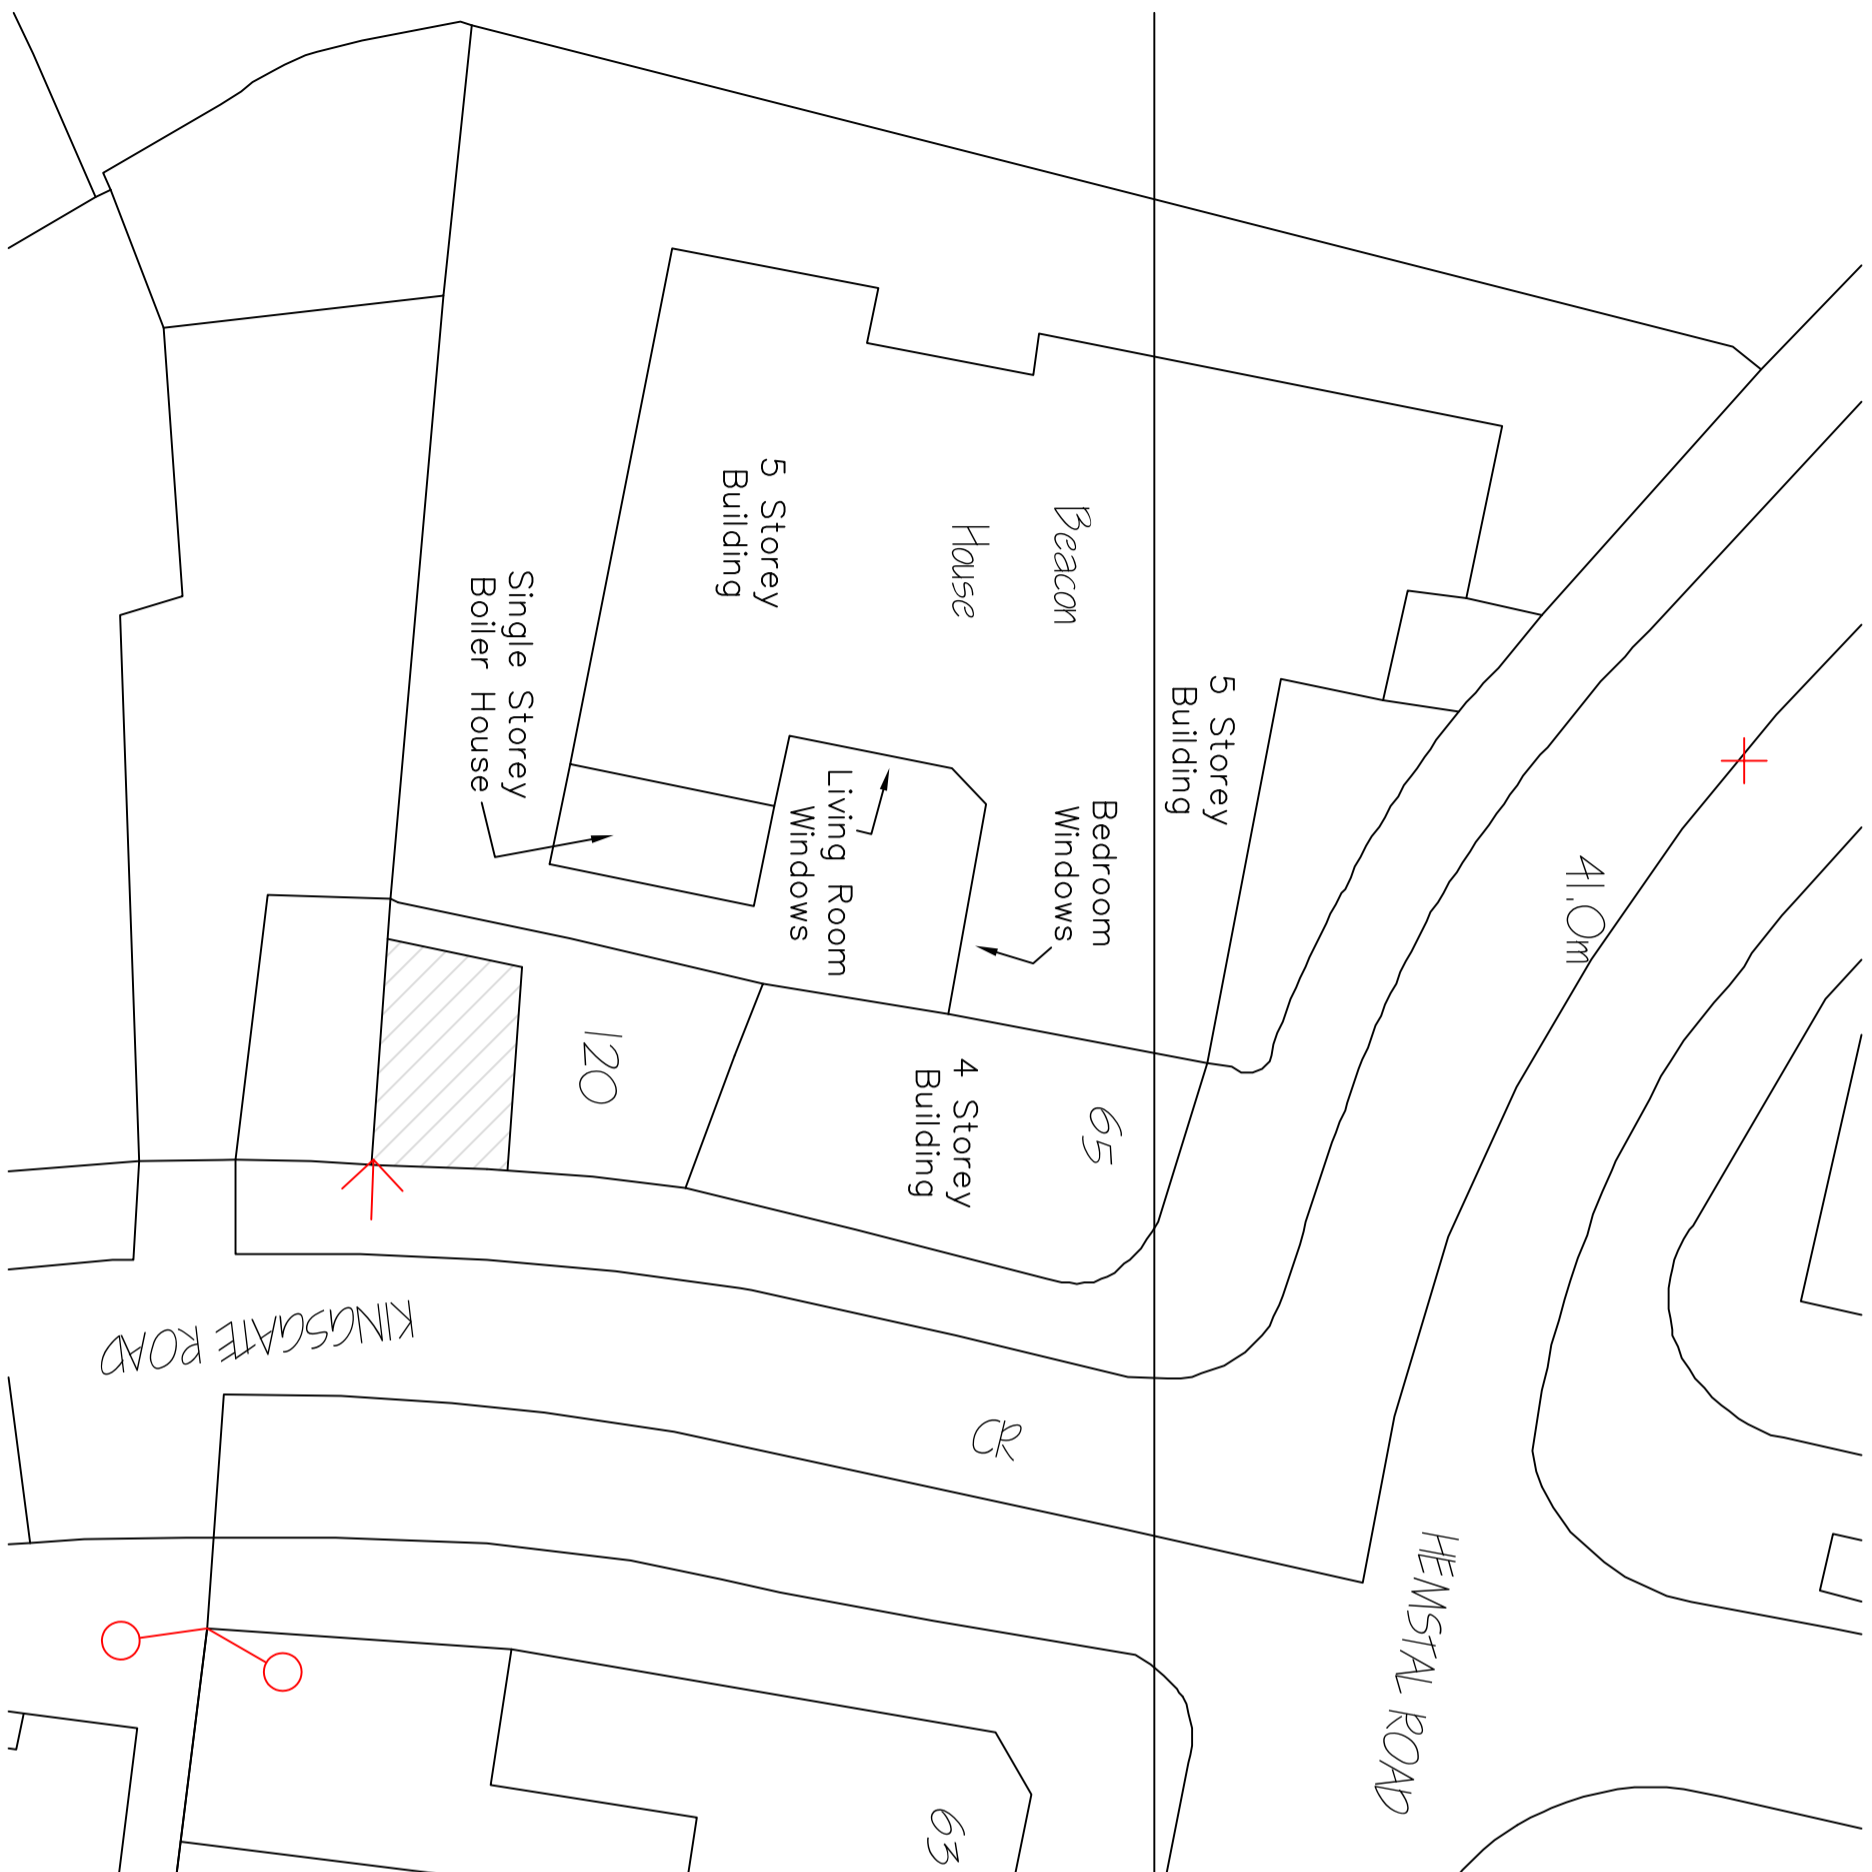 5 Storey
Building
Beacon
House
Single Storey
Boiler House
5 Storey
Building
Living Room
Windows
Bedroom
Windows
41.0m
120
4 Storey
Building
65
KINGSGATE ROAD
CR
HEMSTAL ROAD
63